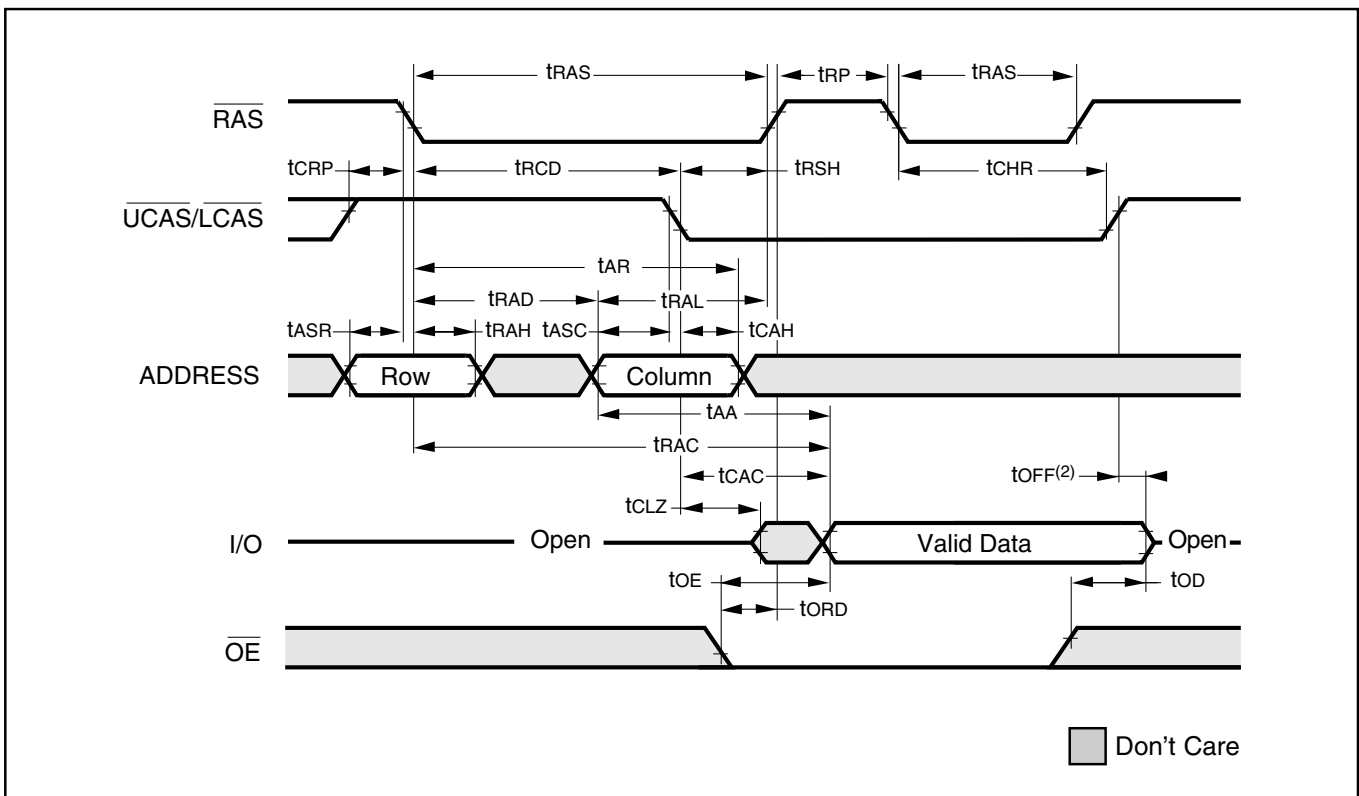 tRAS tRP tRAS
RAS
tCRP tRCD tRSH tCHR
UCAS/LCAS
tAR
tRAD tRAL
tASR tRAH tASC tCAH
ADDRESS Row Column
tAA
tRAC
tCAC tOFF(2)
tCLZ
I/O Open Valid Data Open
tOE tOD
tORD
OE
Don't Care